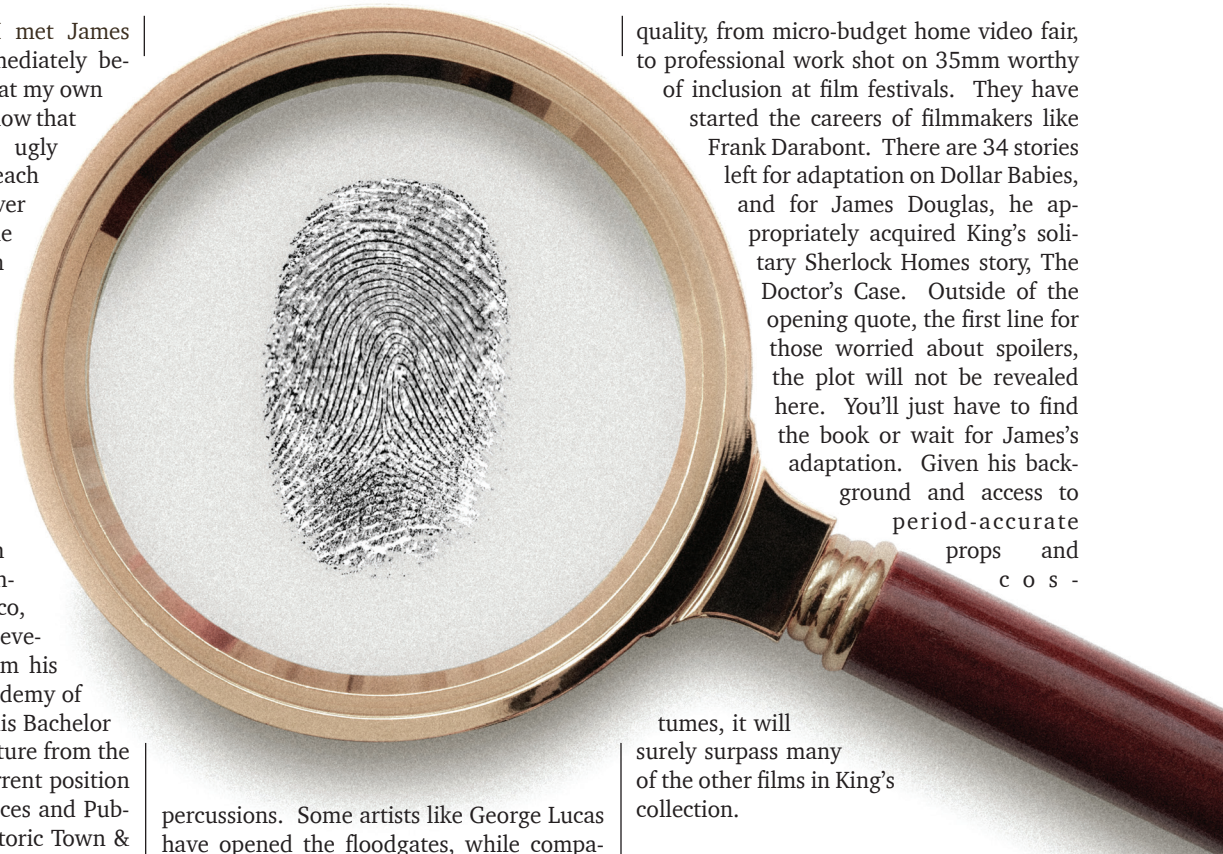 met James
mediately be-
at my own
now that
ugly
each
ver
co,
eve-
m his
demy of
is Bachelor
ture from the
rrent position
ces and Pub-
toric Town &
percussions. Some artists like George Lucas
have opened the floodgates, while compa-
quality, from micro-budget home video fair,
to professional work shot on 35mm worthy
of inclusion at film festivals. They have
started the careers of filmmakers like
Frank Darabont. There are 34 stories
left for adaptation on Dollar Babies,
and for James Douglas, he ap-
propriately acquired King's soli-
tary Sherlock Homes story, The
Doctor's Case. Outside of the
opening quote, the first line for
those worried about spoilers,
the plot will not be revealed
here. You'll just have to find
the book or wait for James's
adaptation. Given his back-
ground and access to
period-accurate
props and
cos-
tumes, it will
surely surpass many
of the other films in King's
collection.